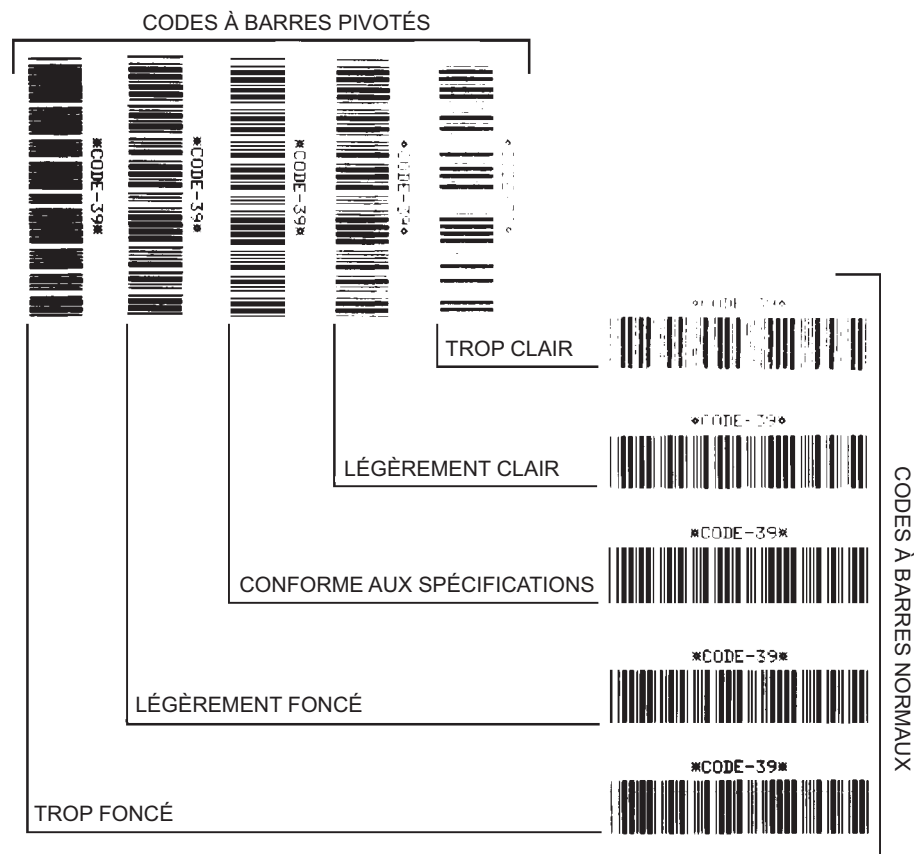 CODES À BARRES PIVOTÉS
*CODE-39*
*CODE-39*
*CODE-39*
TROP CLAIR
LÉGÈREMENT CLAIR
CONFORME AUX SPÉCIFICATIONS
*CODE-39*
LÉGÈREMENT FONCÉ
*CODE-39*
TROP FONCÉ
*CODE-39*
CODES À BARRES NORMAUX